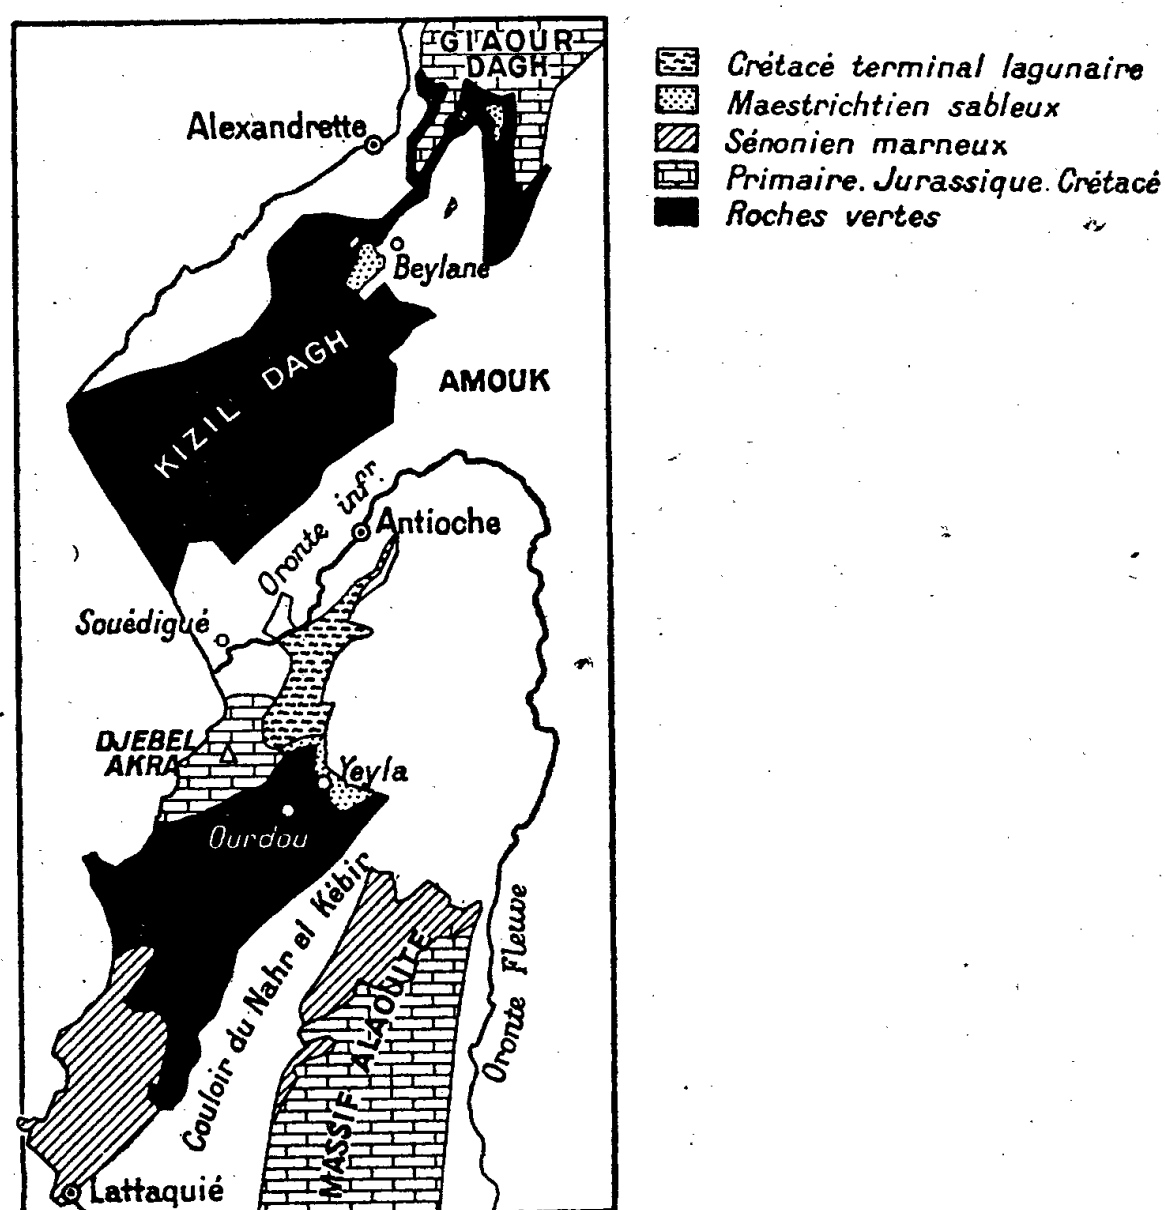 GIAOUR
DAGH
Alexandrette
Beylane
KIZIL DAGH
AMOUK
Oronte infr.
Antioche
Souédigué
DJEBEL
AKRA
Yeyla
Ourdou
Couloir du Nahr el Kébir
MASSIF ALAOUITE
Oronte Fleuve
Lattaquié
Crétacé terminal lagunaire
Maestrichtien sableux
Sénonien marneux
Primaire. Jurassique. Crétacé
Roches vertes